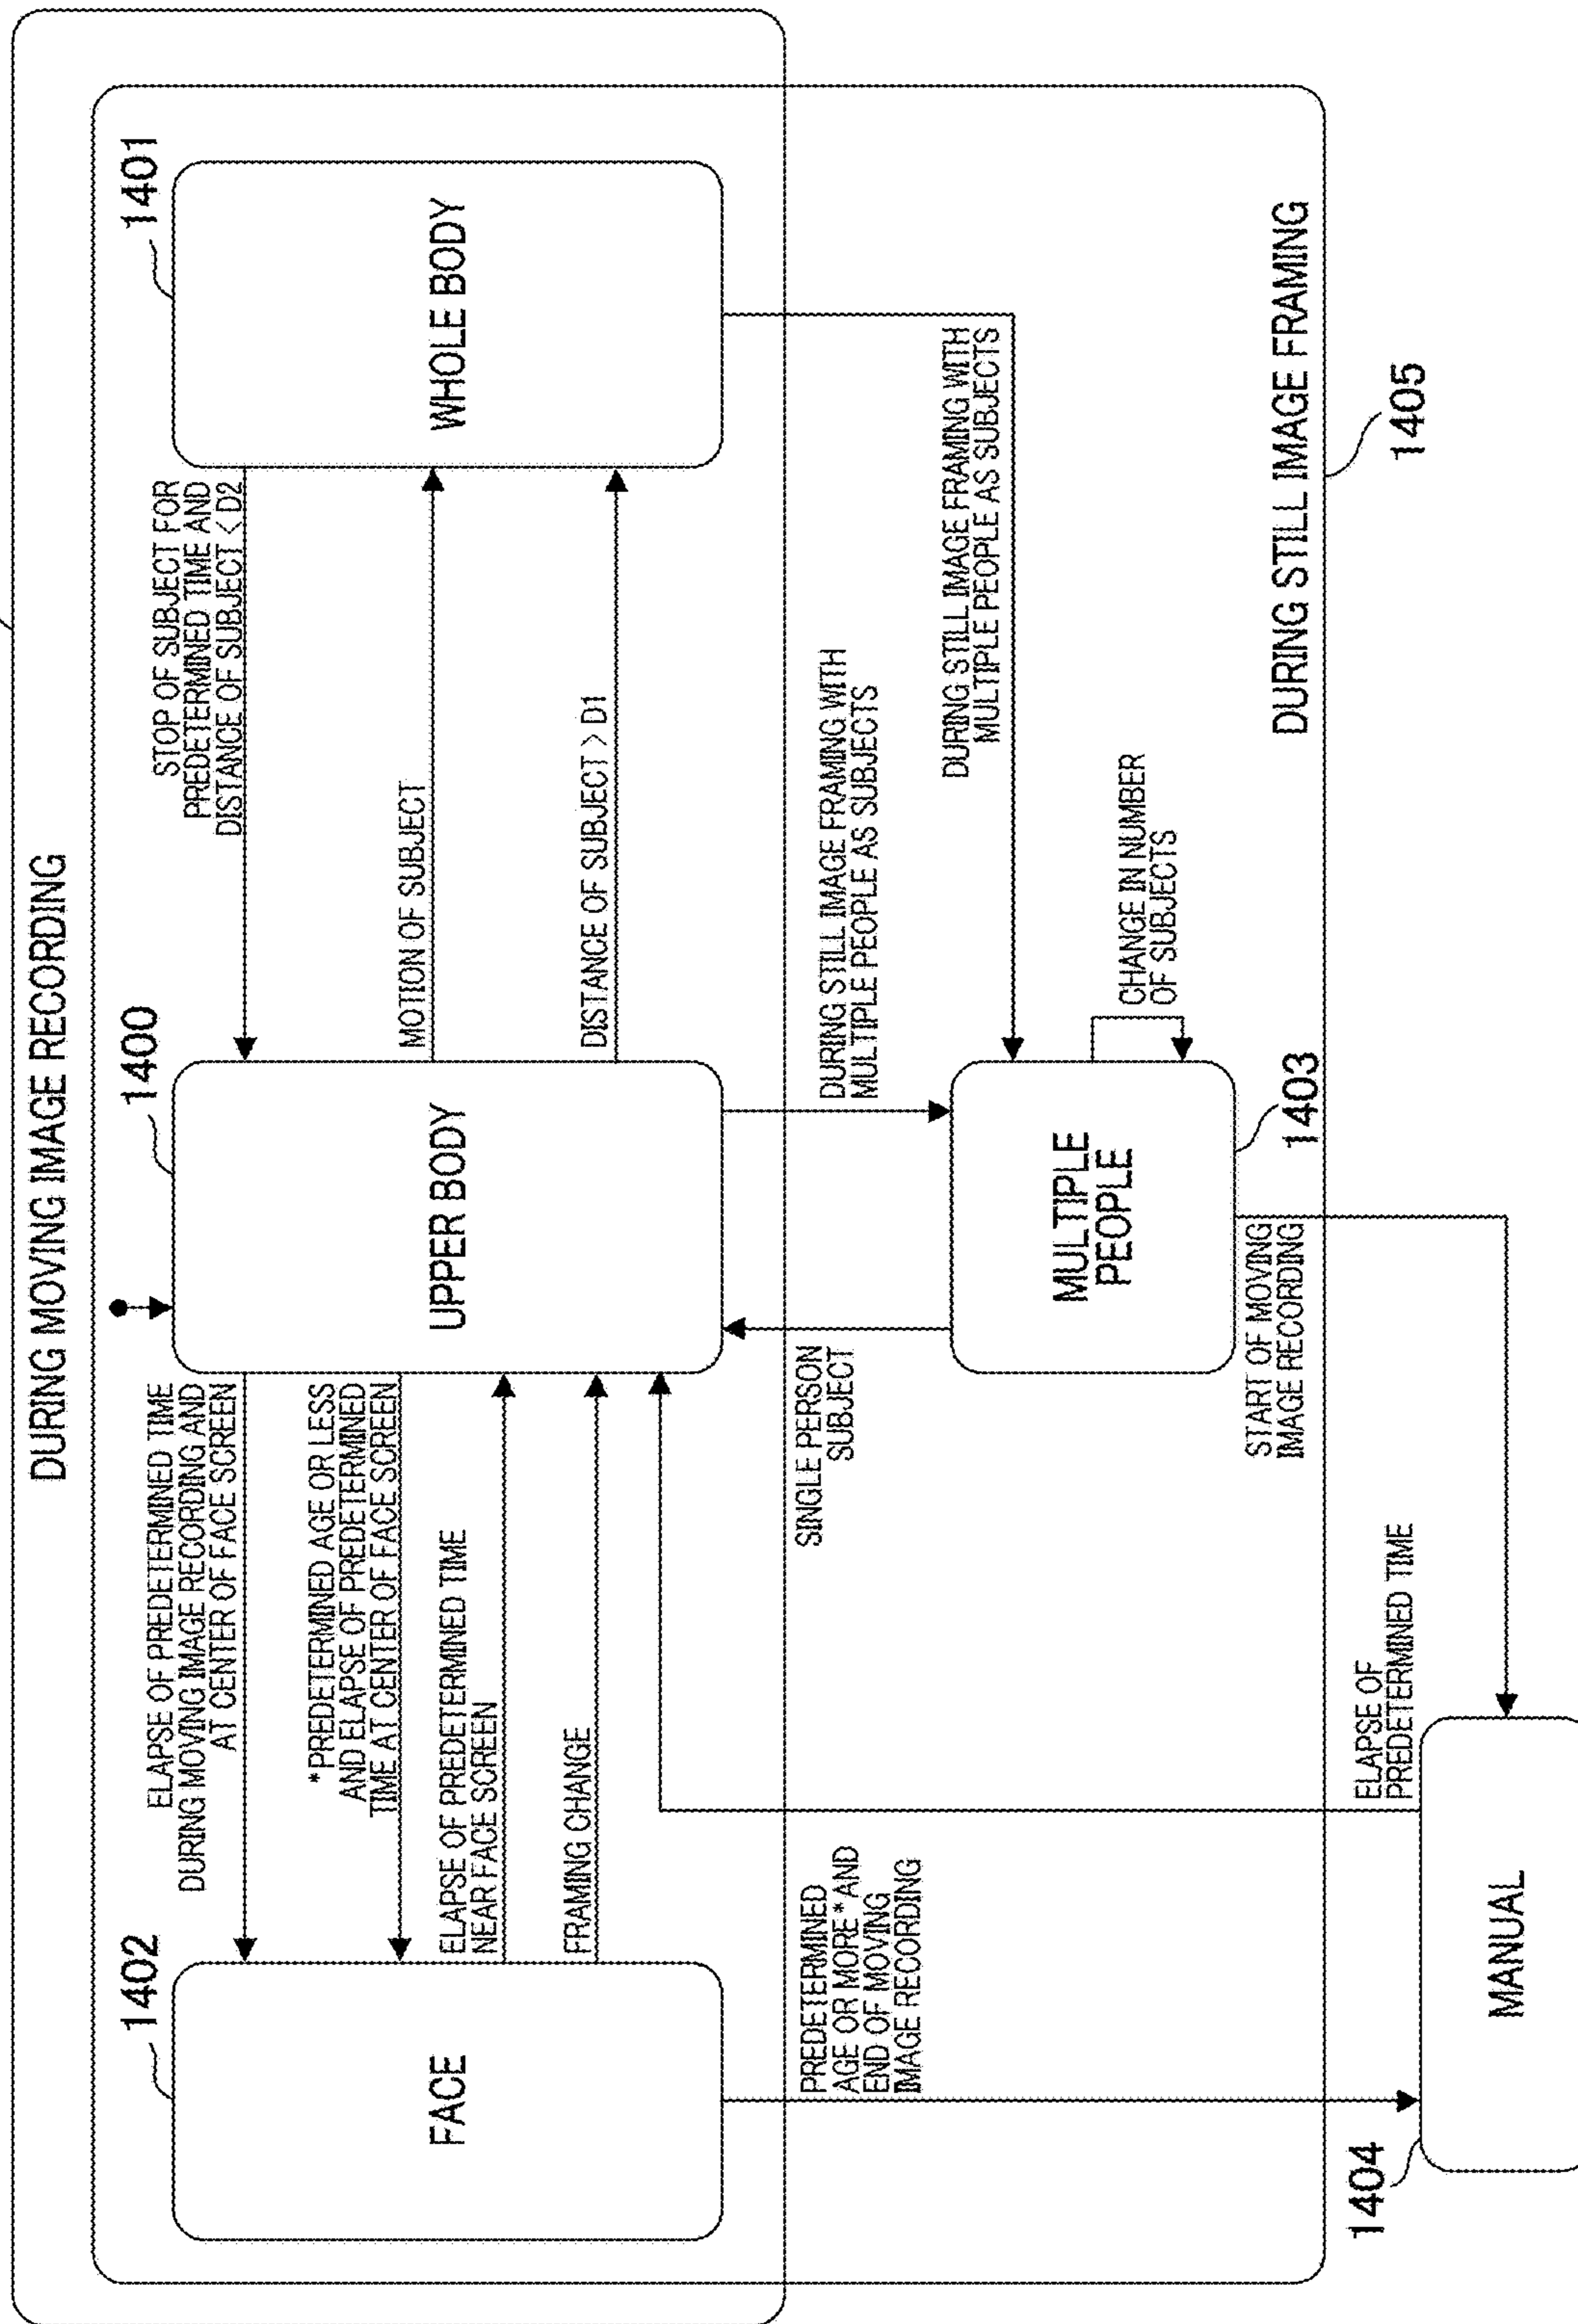 DURING MOVING IMAGE RECORDING
1402
1400
1401
ELAPSE OF PREDETERMINED TIME
DURING MOVING IMAGE RECORDING AND
AT CENTER OF FACE SCREEN
STOP OF SUBJECT FOR
PREDETERMINED TIME AND
DISTANCE OF SUBJECT < D2
*PREDETERMINED AGE OR LESS
AND ELAPSE OF PREDETERMINED
TIME AT CENTER OF FACE SCREEN
MOTION OF SUBJECT
FACE
UPPER BODY
WHOLE BODY
ELAPSE OF PREDETERMINED TIME
NEAR FACE SCREEN
FRAMING CHANGE
DISTANCE OF SUBJECT > D1
PREDETERMINED
AGE OR MORE *AND
END OF MOVING
IMAGE RECORDING
SINGLE PERSON
SUBJECT
DURING STILL IMAGE FRAMING WITH
MULTIPLE PEOPLE AS SUBJECTS
DURING STILL IMAGE FRAMING WITH
MULTIPLE PEOPLE AS SUBJECTS
MULTIPLE
PEOPLE
CHANGE IN NUMBER
OF SUBJECTS
START OF MOVING
IMAGE RECORDING
1403
DURING STILL IMAGE FRAMING
1404
ELAPSE OF
PREDETERMINED TIME
1405
MANUAL